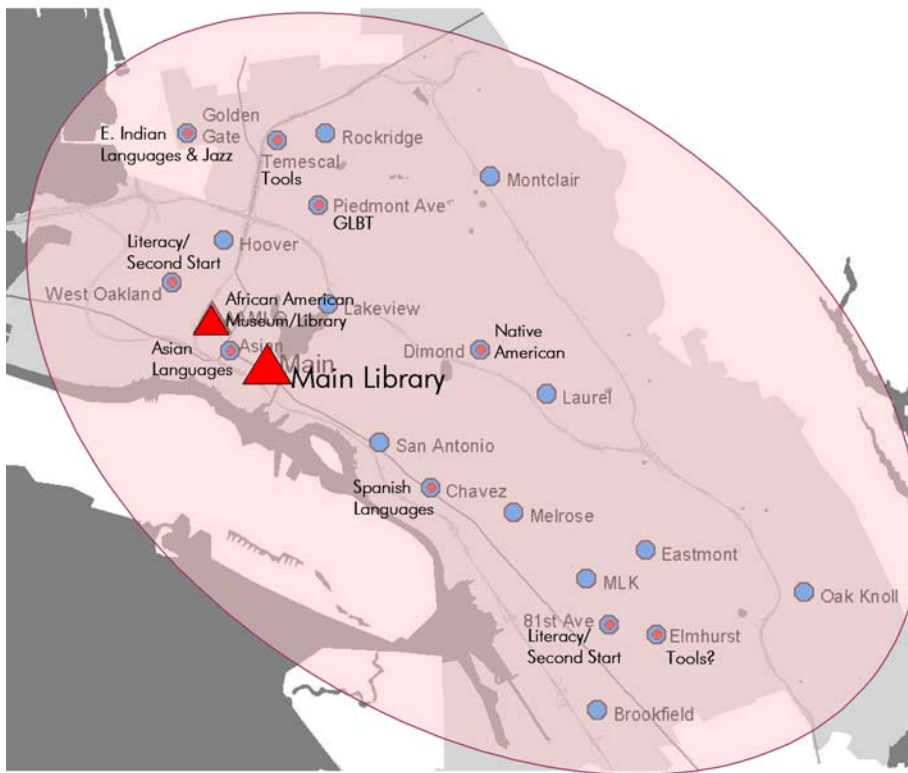 Golden
Gate
E. Indian
Languages & Jazz
Temescal
Tools
Rockridge
Montclair
Piedmont Ave
GLBT
Hoover
Literacy/
Second Start
West Oakland
African American
Museum/Library
Lakeview
Asian
Asian
Languages
Main
Main Library
Dimond
Native
American
Laurel
San Antonio
Spanish
Languages
Chavez
Melrose
Eastmont
MLK
Oak Knoll
81st Ave
Literacy/
Second Start
Elmhurst
Tools?
Brookfield